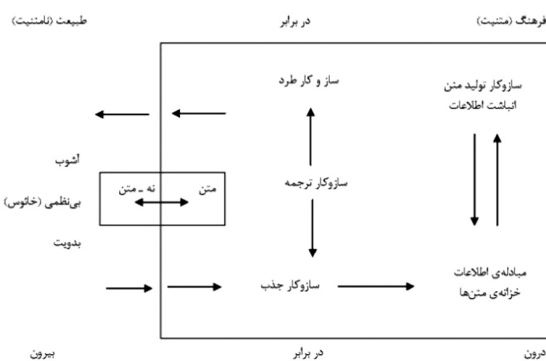 فرهنگ (متنیت) در برابر طبیعت (نامتنیت)
سازوکار تولید متن
انباشت اطلاعات
ساز و کار طرد
سازوکار ترجمه
آشوب
متن نه ـ متن
بی‌نظمی (خائوس)
بدویت
مبادله‌ی اطلاعات
خزانه‌ی متن‌ها
سازوکار جذب
درون در برابر بیرون